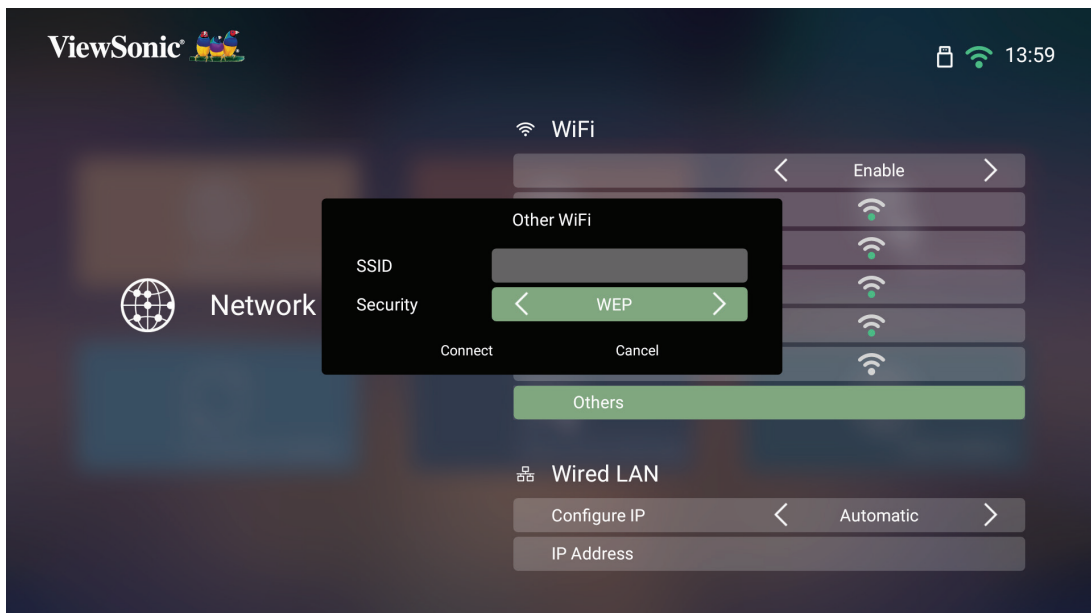 ViewSonic®
13:59
WiFi
Enable
Other WiFi
SSID
Security WEP
Connect Cancel
Network
Others
Wired LAN
Configure IP Automatic
IP Address